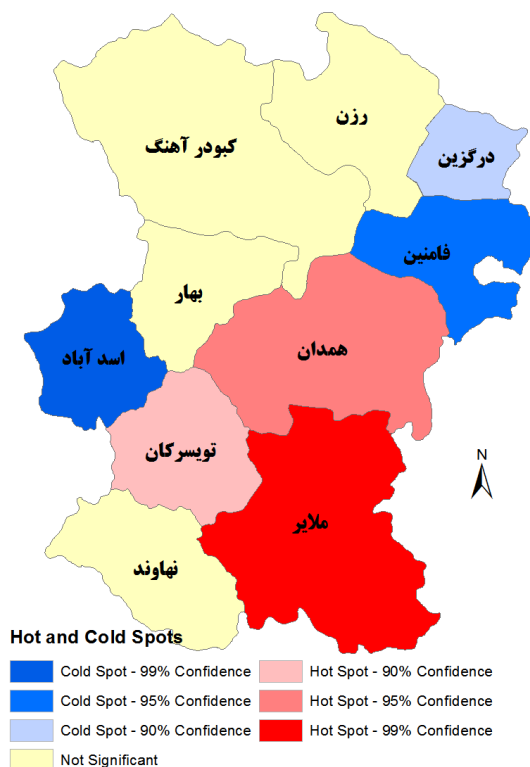 رزن
کبودر آهنگ
درگزین
فامنین
بهار
همدان
اسد آباد
تویسرکان
N
ملایر
نهاوند
Hot and Cold Spots
Cold Spot - 99% Confidence
Hot Spot - 90% Confidence
Cold Spot - 95% Confidence
Hot Spot - 95% Confidence
Cold Spot - 90% Confidence
Hot Spot - 99% Confidence
Not Significant